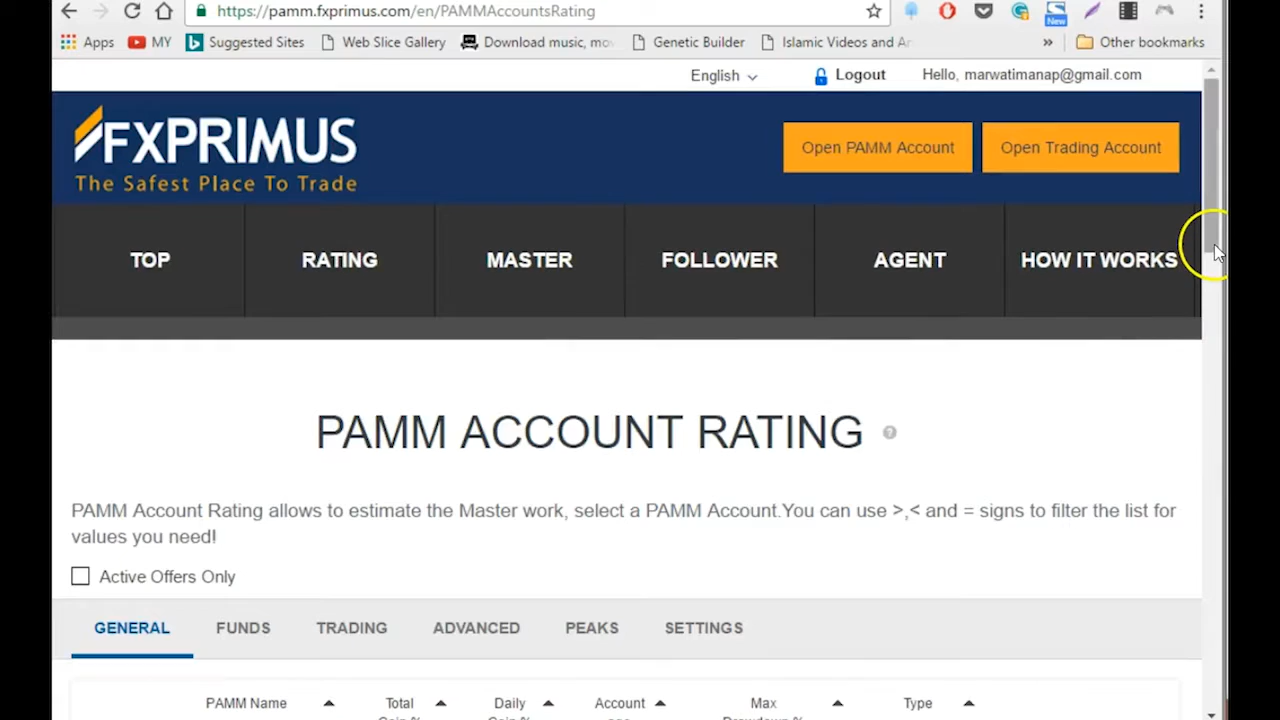 https://pamm.fxprimus.com/en/PAMMAccountsRating
Apps MY Suggested Sites Web Slice Gallery Download music, mo Genetic Builder Islamic Videos and Ar » Other bookmarks
New
English Logout Hello, marwatimanap@gmail.com
FXPRIMUS
The Safest Place To Trade
Open PAMM Account Open Trading Account
TOP RATING MASTER FOLLOWER AGENT HOW IT WORKS
PAMM ACCOUNT RATING ?
PAMM Account Rating allows to estimate the Master work, select a PAMM Account.You can use >,< and = signs to filter the list for
values you need!
Active Offers Only
GENERAL FUNDS TRADING ADVANCED PEAKS SETTINGS
PAMM Name Total Daily Account Max Type